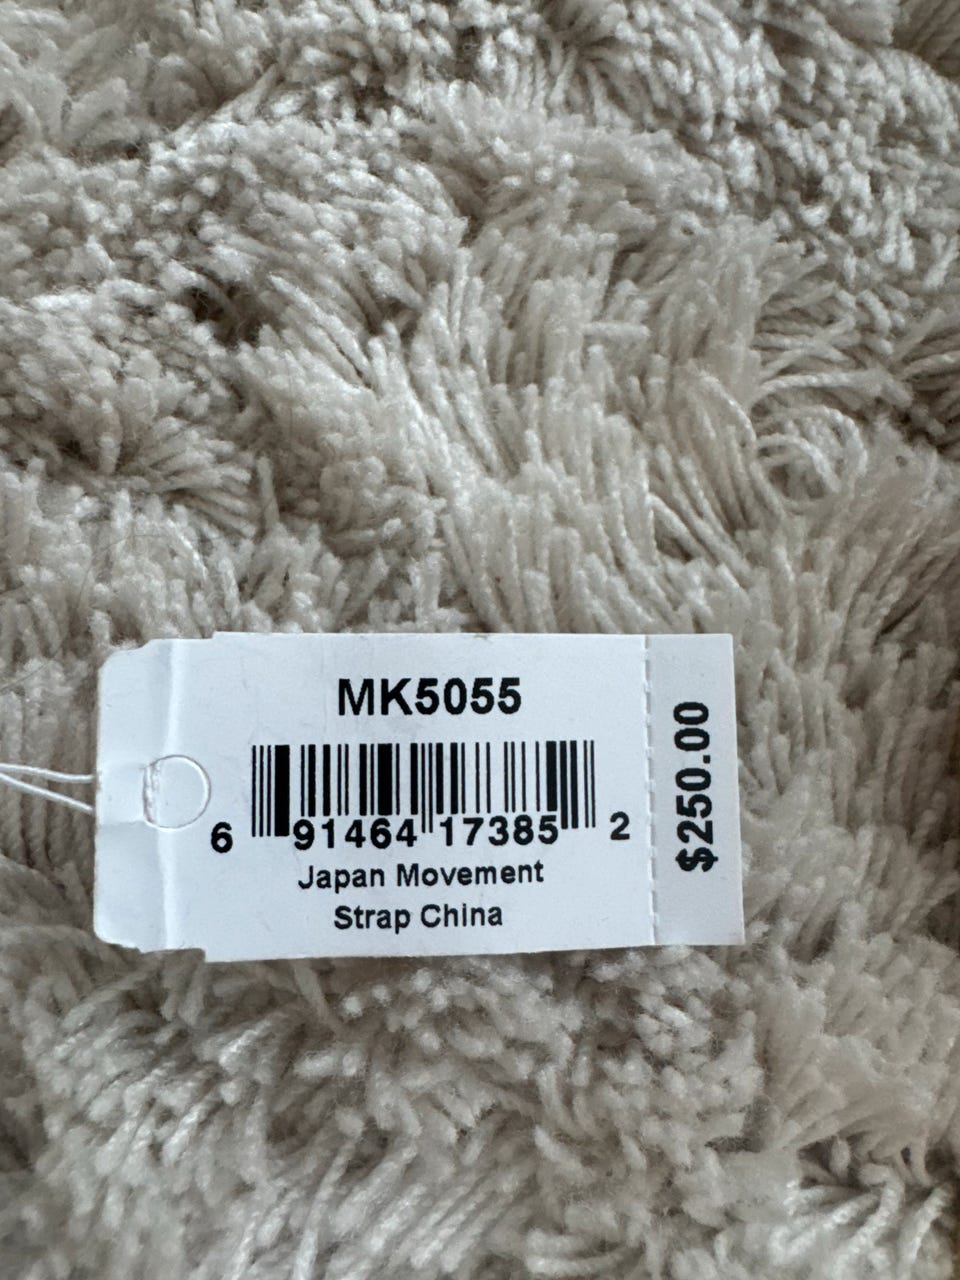 MK5055
6 91464 17385 2
Japan Movement
Strap China
$250.00